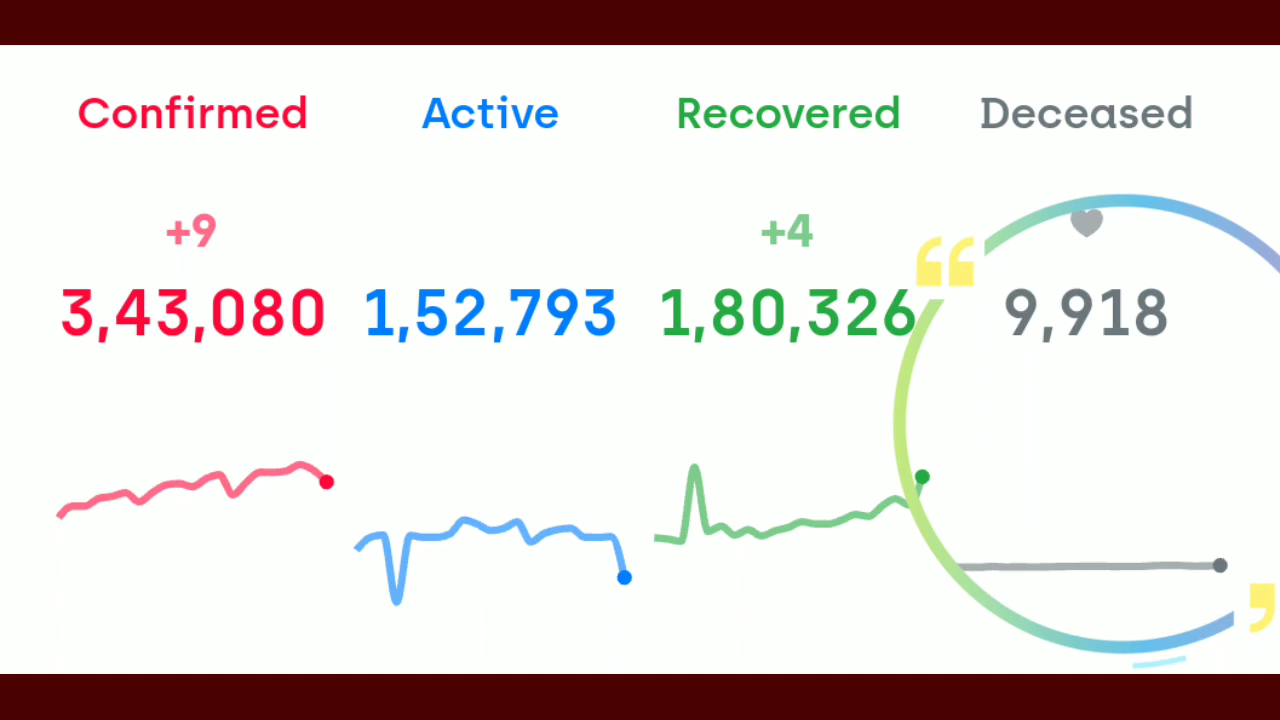 Confirmed Active Recovered Deceased
+9 +4
3,43,080 1,52,793 1,80,326 9,918